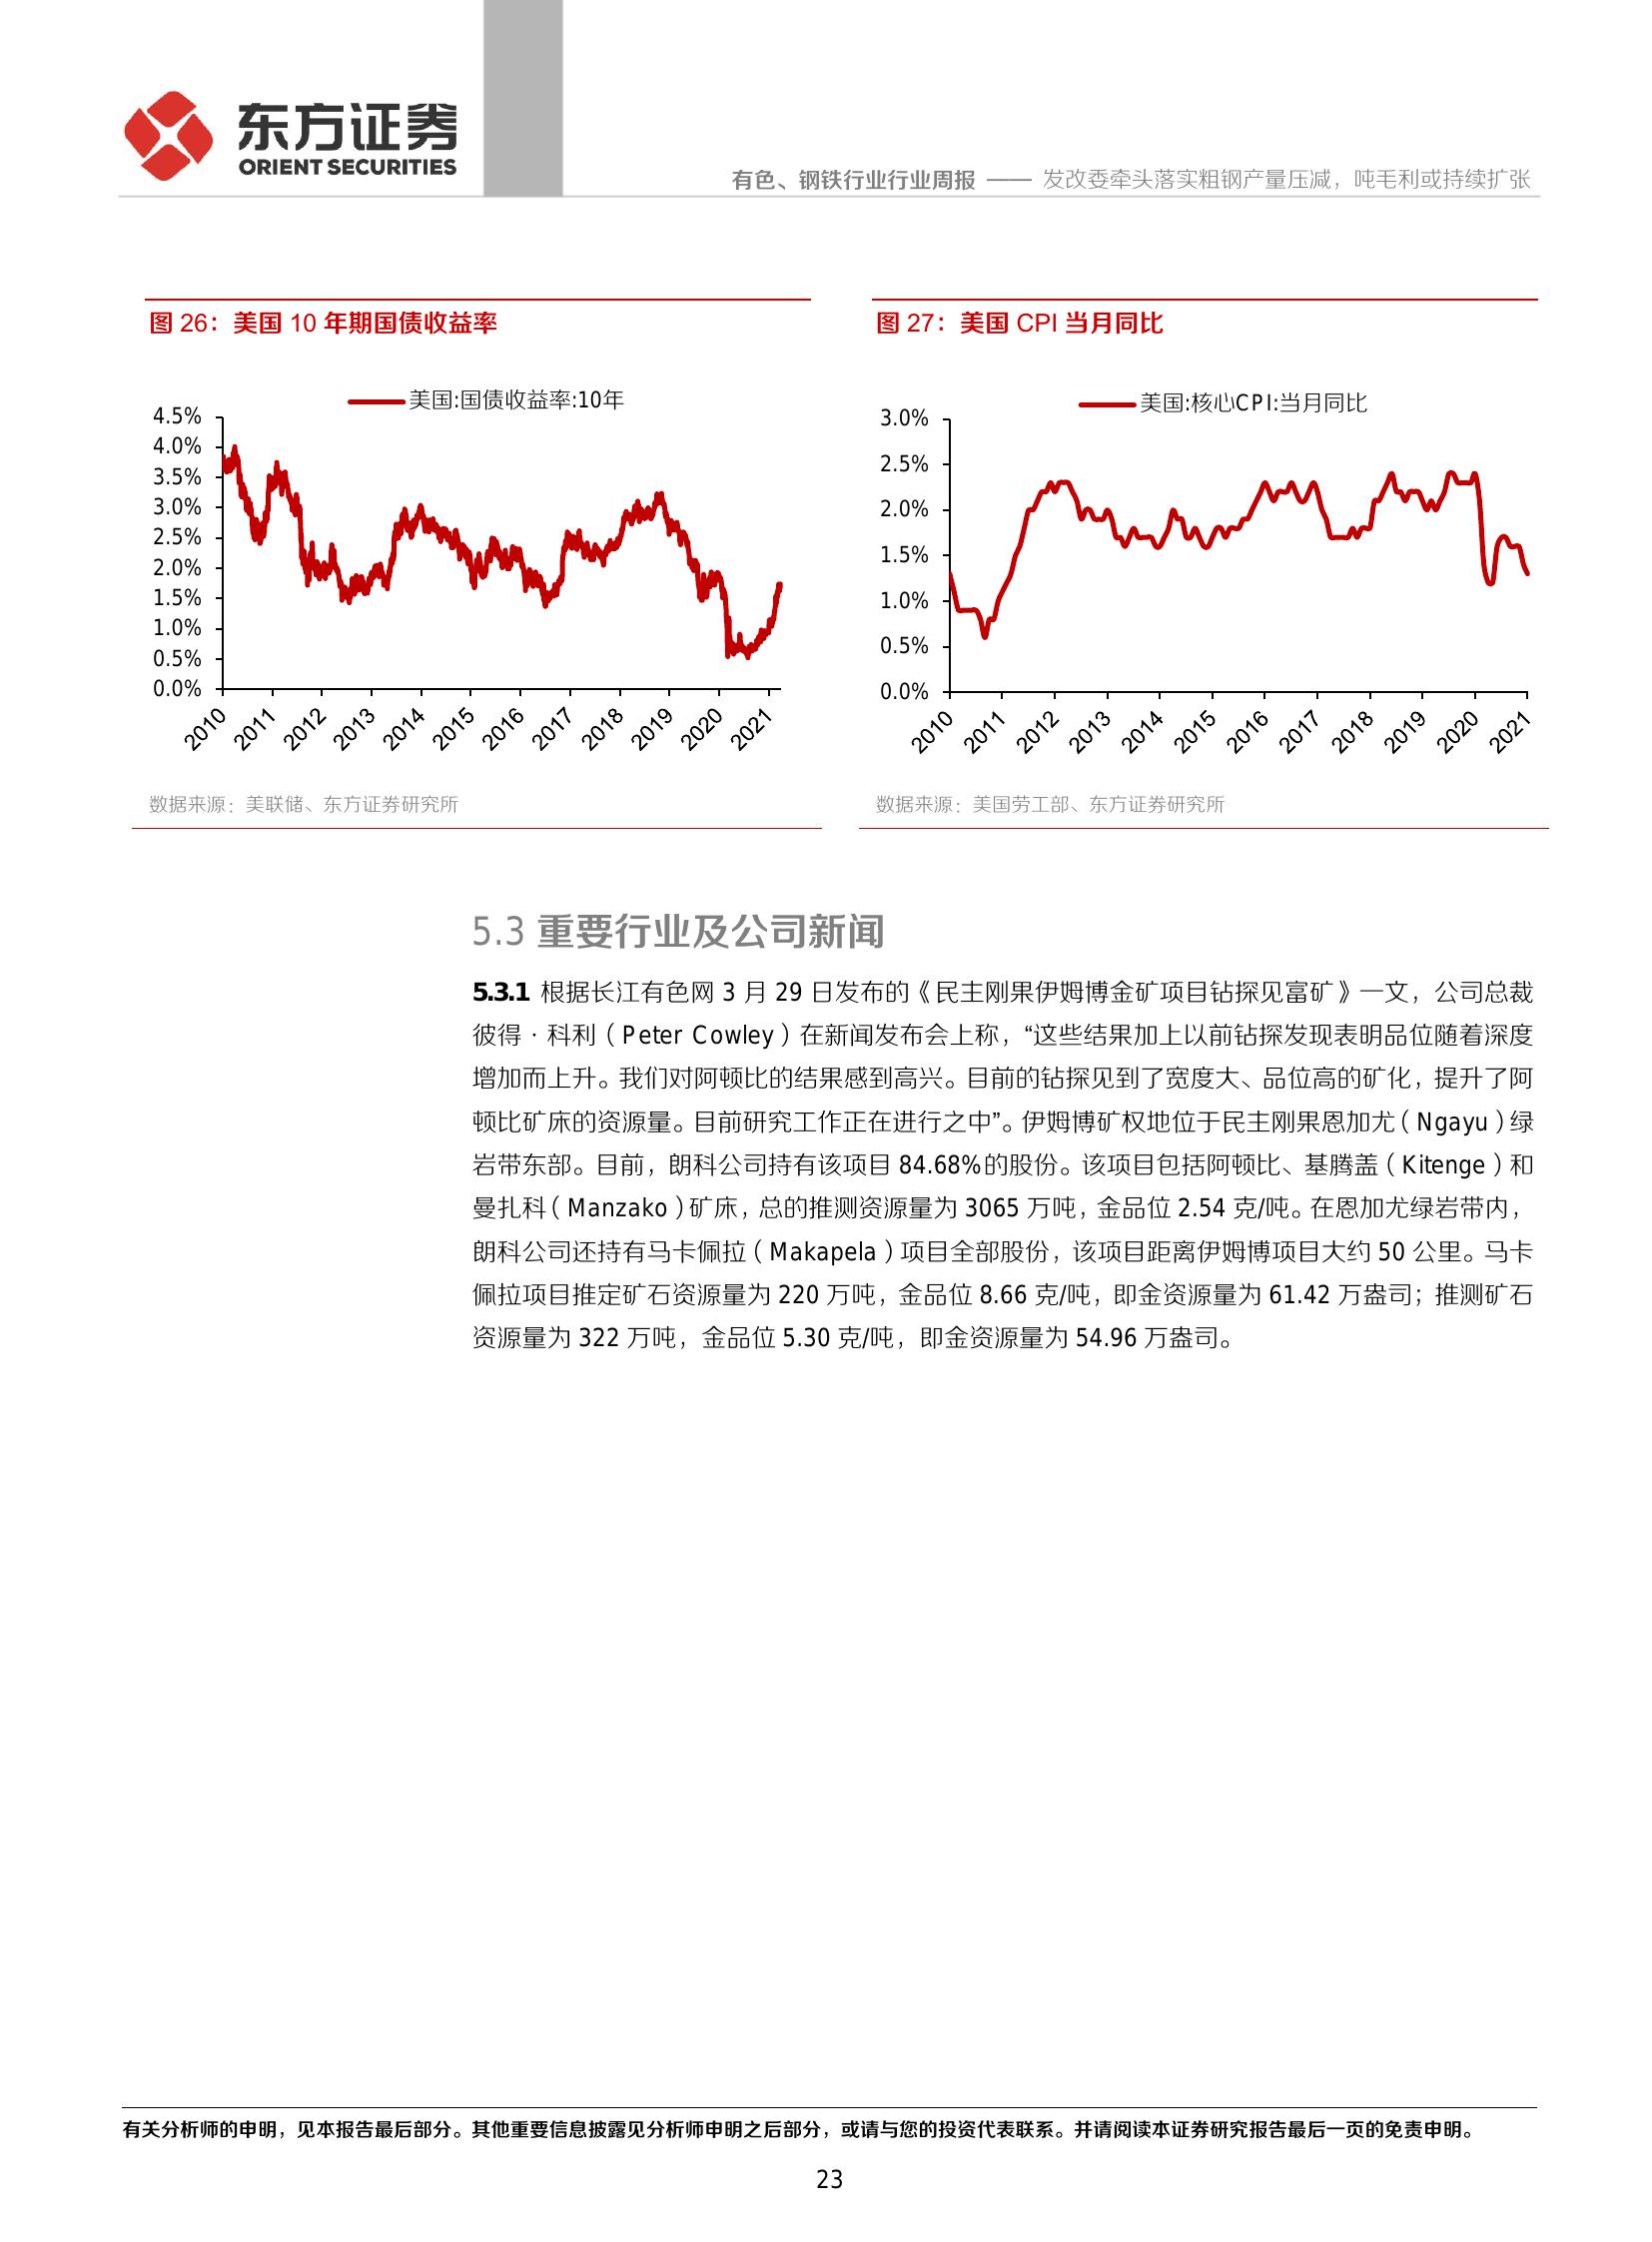 东方证券
ORIENT SECURITIES
有色、钢铁行业行业周报 —— 发改委牵头落实粗钢产量压减，吨毛利或持续扩张
图 26：美国 10 年期国债收益率
美国:国债收益率:10年
4.5%
4.0%
3.5%
3.0%
2.5%
2.0%
1.5%
1.0%
0.5%
0.0%
2010 2011 2012 2013 2014 2015 2016 2017 2018 2019 2020 2021
数据来源：美联储、东方证券研究所
图 27：美国 CPI 当月同比
美国:核心CPI:当月同比
3.0%
2.5%
2.0%
1.5%
1.0%
0.5%
0.0%
2010 2011 2012 2013 2014 2015 2016 2017 2018 2019 2020 2021
数据来源：美国劳工部、东方证券研究所
5.3 重要行业及公司新闻
5.3.1 根据长江有色网 3 月 29 日发布的《民主刚果伊姆博金矿项目钻探见富矿》一文，公司总裁
彼得·科利（Peter Cowley）在新闻发布会上称，“这些结果加上以前钻探发现表明品位随着深度
增加而上升。我们对阿顿比的结果感到高兴。目前的钻探见到了宽度大、品位高的矿化，提升了阿
顿比矿床的资源量。目前研究工作正在进行之中”。伊姆博矿权地位于民主刚果恩加尤（Ngayu）绿
岩带东部。目前，朗科公司持有该项目 84.68%的股份。该项目包括阿顿比、基腾盖（Kitenge）和
曼扎科（Manzako）矿床，总的推测资源量为 3065 万吨，金品位 2.54 克/吨。在恩加尤绿岩带内，
朗科公司还持有马卡佩拉（Makapela）项目全部股份，该项目距离伊姆博项目大约 50 公里。马卡
佩拉项目推定矿石资源量为 220 万吨，金品位 8.66 克/吨，即金资源量为 61.42 万盎司；推测矿石
资源量为 322 万吨，金品位 5.30 克/吨，即金资源量为 54.96 万盎司。
有关分析师的申明，见本报告最后部分。其他重要信息披露见分析师申明之后部分，或请与您的投资代表联系。并请阅读本证券研究报告最后一页的免责申明。
23